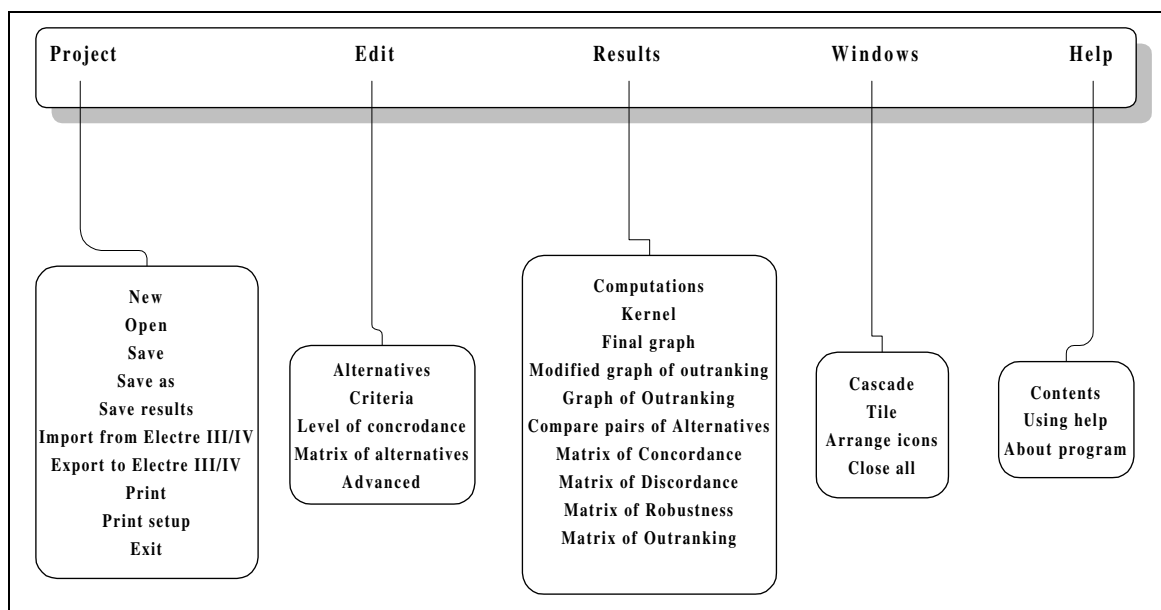 Project Edit Results Windows Help
New
Open
Save
Save as
Save results
Import from Electre III/IV
Export to Electre III/IV
Print
Print setup
Exit
Alternatives
Criteria
Level of concrodance
Matrix of alternatives
Advanced
Computations
Kernel
Final graph
Modified graph of outranking
Graph of Outranking
Compare pairs of Alternatives
Matrix of Concordance
Matrix of Discordance
Matrix of Robustness
Matrix of Outranking
Cascade
Tile
Arrange icons
Close all
Contents
Using help
About program